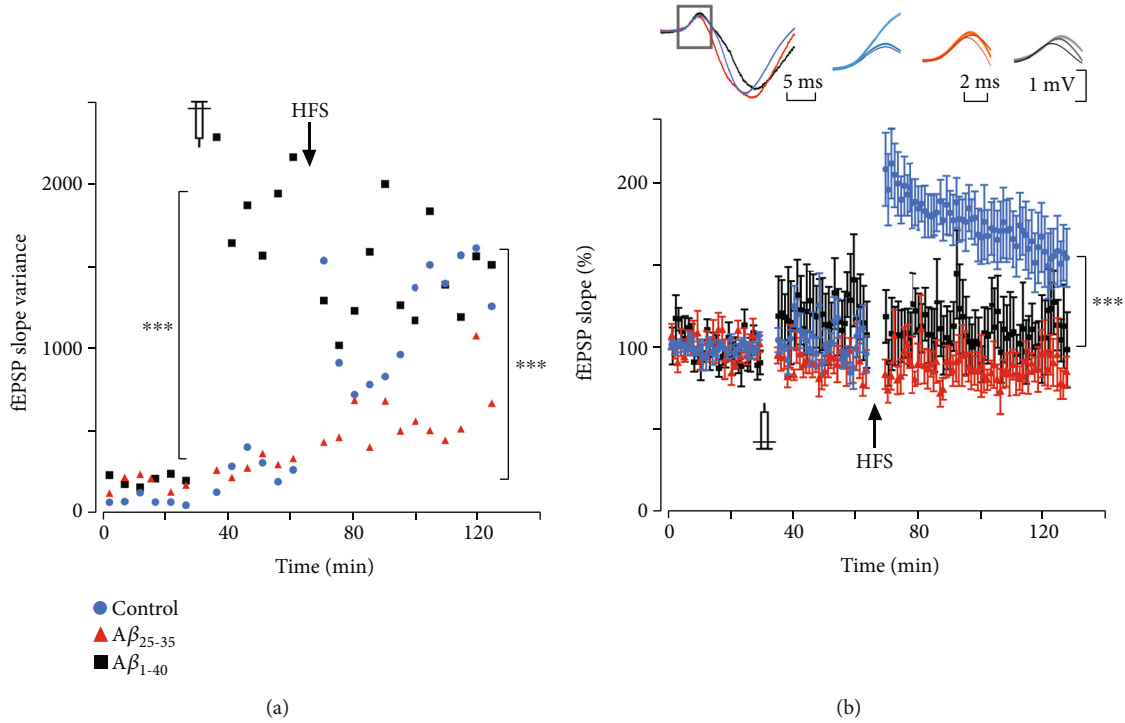 5 ms
2 ms
1 mV
HFS
2000
1000
0
***
***
fEPSP slope variance
0
40
80
120
Time (min)
Control
Aβ25-35
Aβ1-40
(a)
200
100
0
fEPSP slope (%)
HFS
***
0
40
80
120
Time (min)
(b)